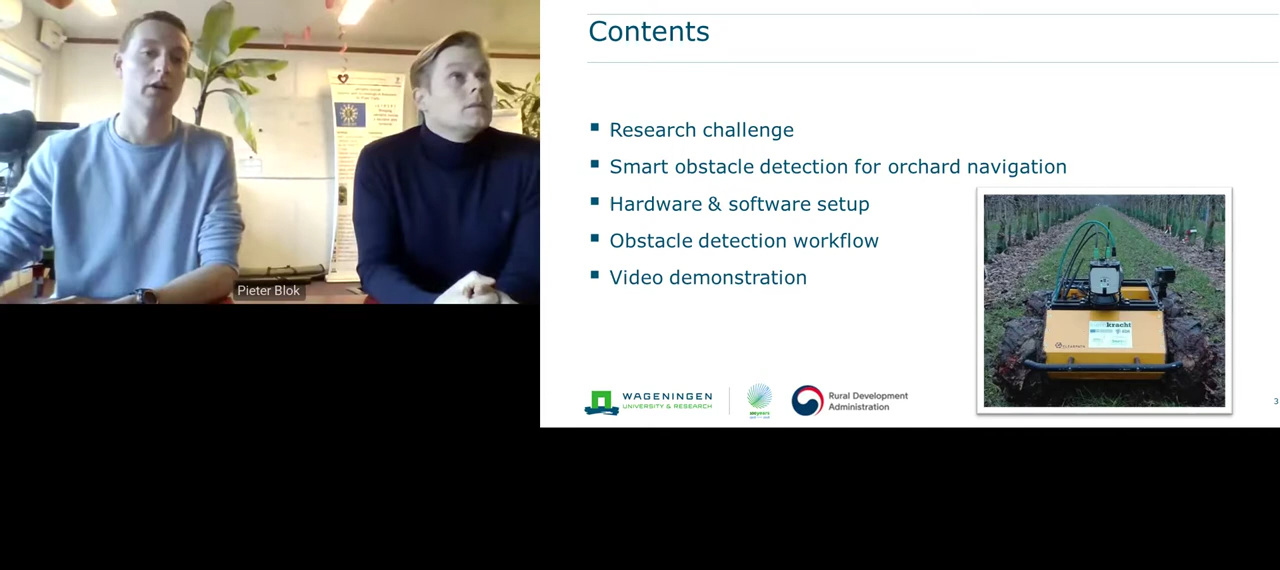 Pieter Blok
Contents
Research challenge
Smart obstacle detection for orchard navigation
Hardware & software setup
Obstacle detection workflow
Video demonstration
kracht
WAGENINGEN
UNIVERSITY & RESEARCH
100years
Rural Development
Administration
3